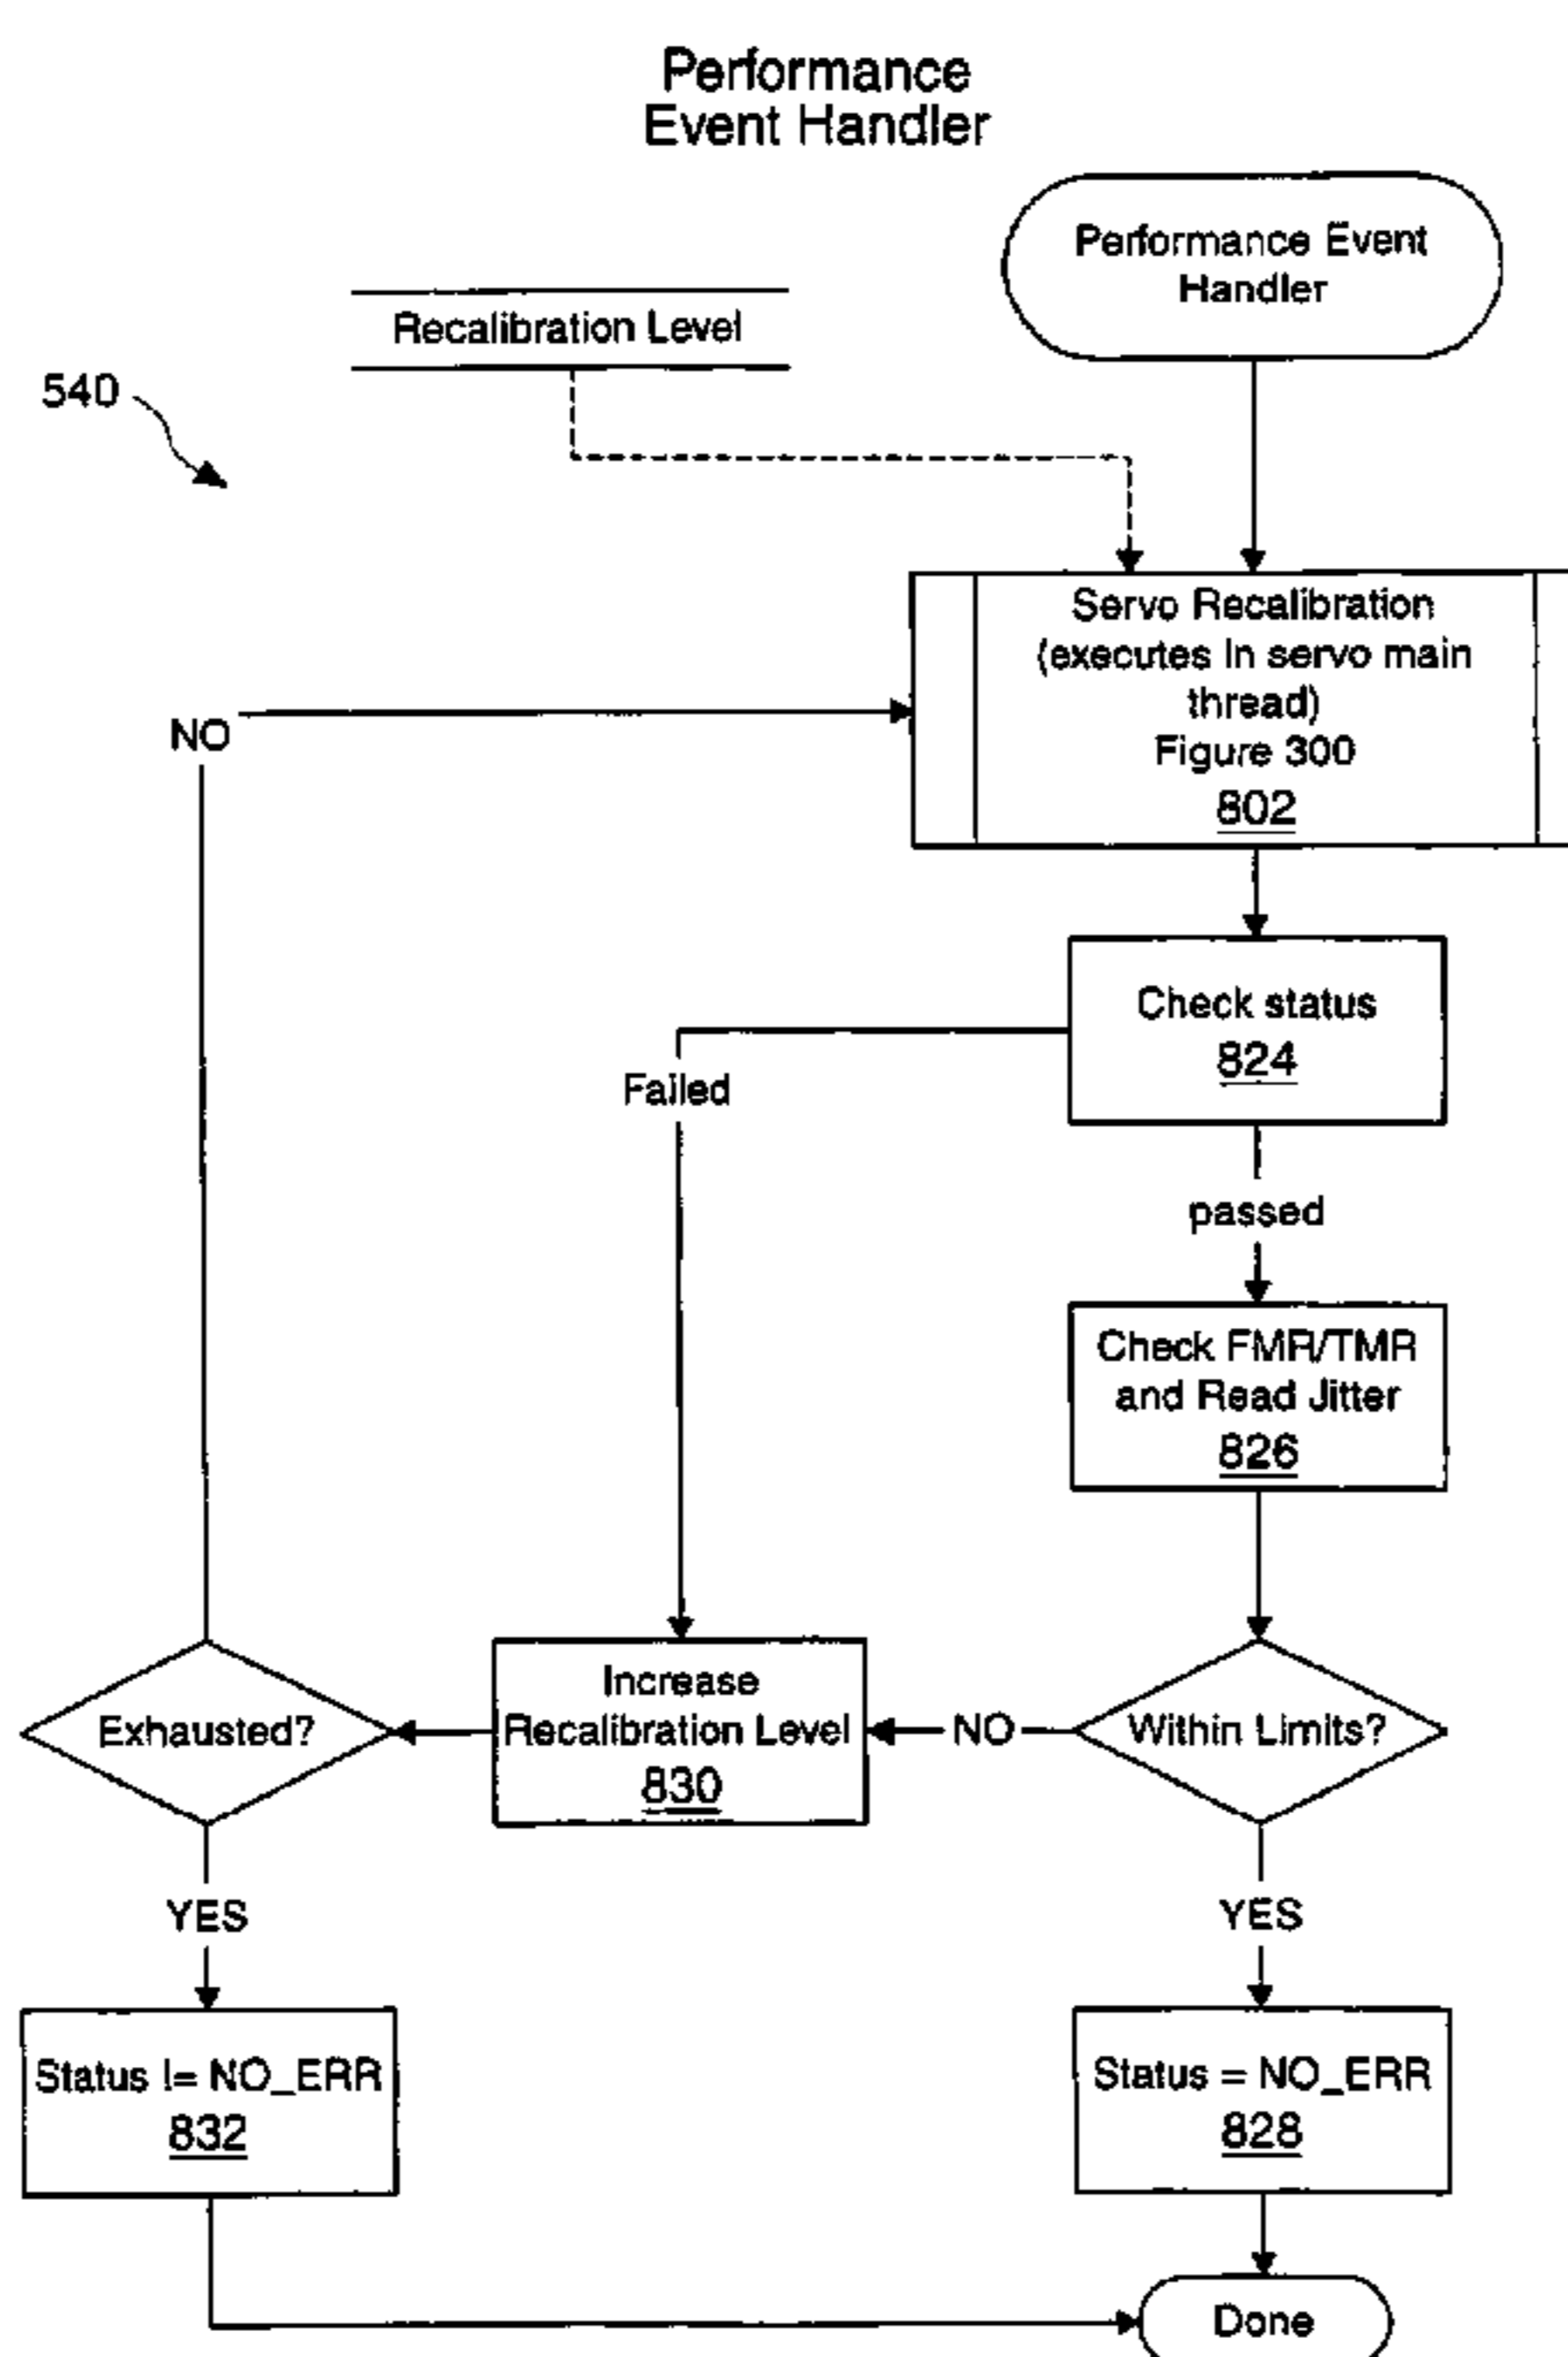 Performance
Event Handler
Performance Event
Handler
Recalibration Level
540
Servo Recalibration
(executes in servo main
thread)
Figure 300
802
NO
Check status
824
Failed
passed
Check FMR/TMR
and Read Jitter
826
Exhausted?
Increase
Recalibration Level
830
NO
Within Limits?
YES
YES
Status != NO_ERR
832
Status = NO_ERR
828
Done